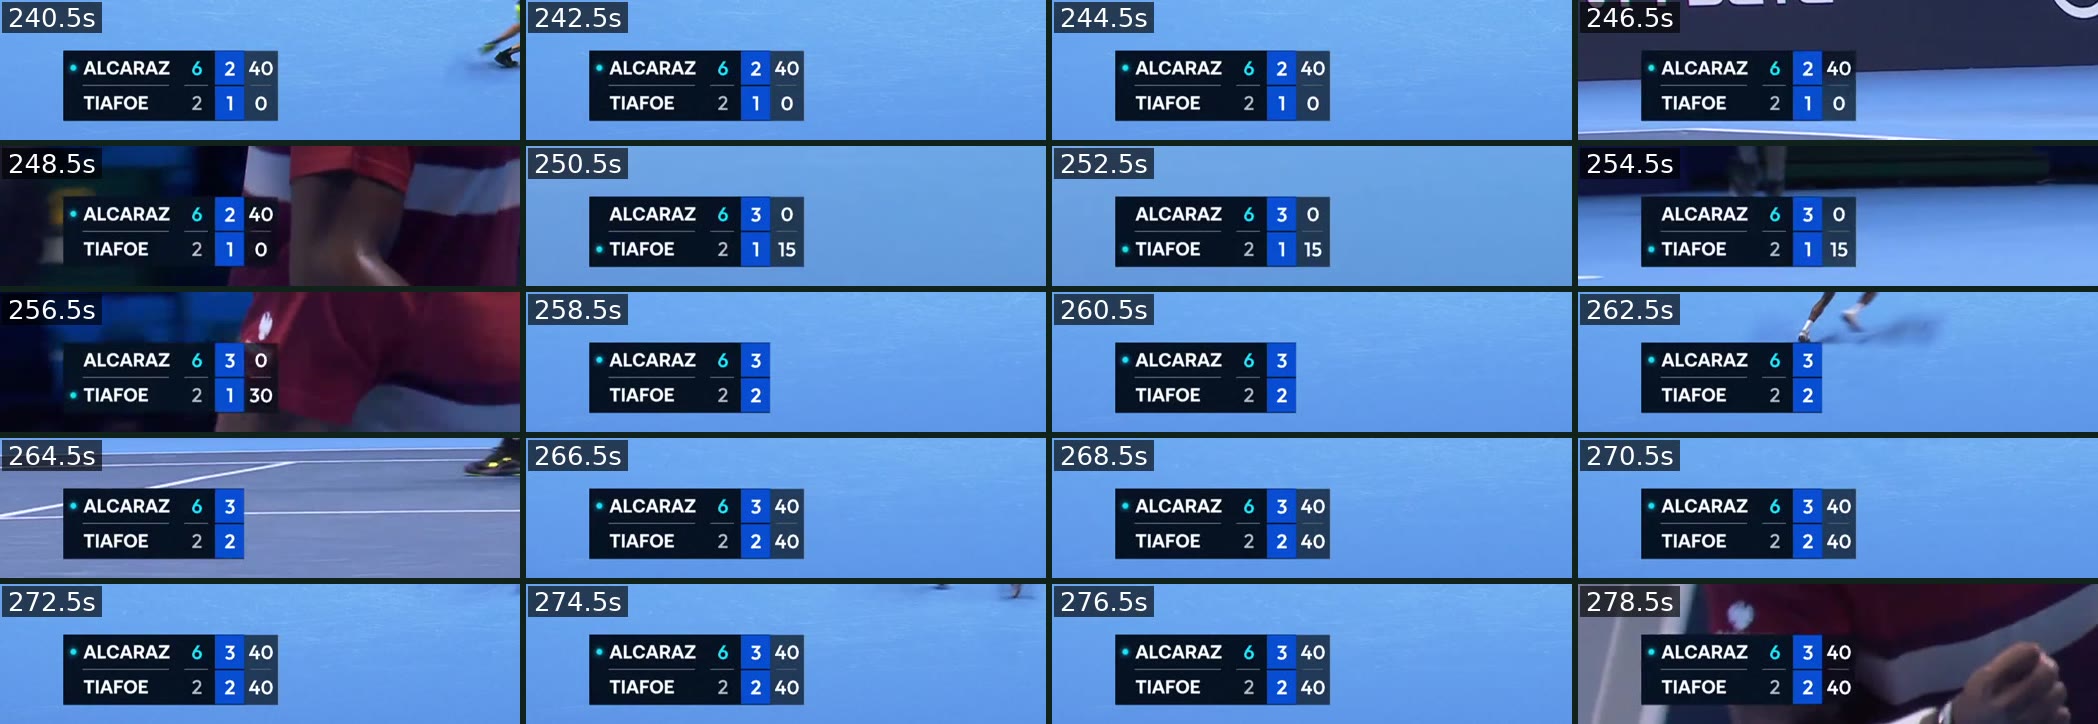 240.5s
ALCARAZ 6 2 40
TIAFOE 2 1 0
242.5s
ALCARAZ 6 2 40
TIAFOE 2 1 0
244.5s
ALCARAZ 6 2 40
TIAFOE 2 1 0
246.5s
ALCARAZ 6 2 40
TIAFOE 2 1 0
248.5s
ALCARAZ 6 2 40
TIAFOE 2 1 0
250.5s
ALCARAZ 6 3 0
TIAFOE 2 1 15
252.5s
ALCARAZ 6 3 0
TIAFOE 2 1 15
254.5s
ALCARAZ 6 3 0
TIAFOE 2 1 15
256.5s
ALCARAZ 6 3 0
TIAFOE 2 1 30
258.5s
ALCARAZ 6 3
TIAFOE 2 2
260.5s
ALCARAZ 6 3
TIAFOE 2 2
262.5s
ALCARAZ 6 3
TIAFOE 2 2
264.5s
ALCARAZ 6 3
TIAFOE 2 2
266.5s
ALCARAZ 6 3 40
TIAFOE 2 2 40
268.5s
ALCARAZ 6 3 40
TIAFOE 2 2 40
270.5s
ALCARAZ 6 3 40
TIAFOE 2 2 40
272.5s
ALCARAZ 6 3 40
TIAFOE 2 2 40
274.5s
ALCARAZ 6 3 40
TIAFOE 2 2 40
276.5s
ALCARAZ 6 3 40
TIAFOE 2 2 40
278.5s
ALCARAZ 6 3 40
TIAFOE 2 2 40